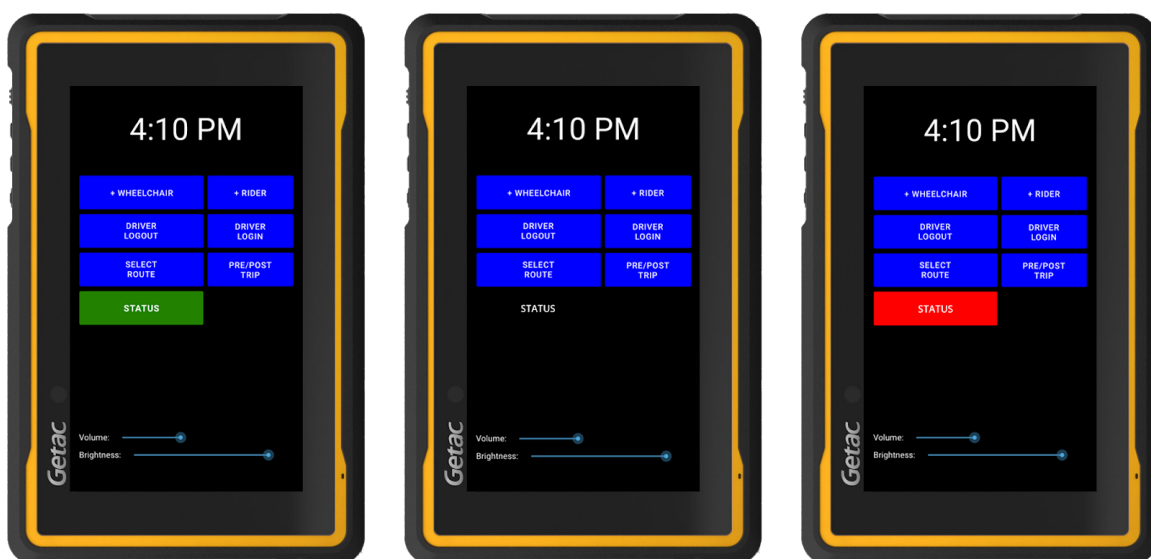 4:10 PM
+ WHEELCHAIR
+ RIDER
DRIVER
LOGOUT
DRIVER
LOGIN
SELECT
ROUTE
PRE/POST
TRIP
STATUS
Volume:
Brightness:
Getac
4:10 PM
+ WHEELCHAIR
+ RIDER
DRIVER
LOGOUT
DRIVER
LOGIN
SELECT
ROUTE
PRE/POST
TRIP
STATUS
Volume:
Brightness:
Getac
4:10 PM
+ WHEELCHAIR
+ RIDER
DRIVER
LOGOUT
DRIVER
LOGIN
SELECT
ROUTE
PRE/POST
TRIP
STATUS
Volume:
Brightness:
Getac